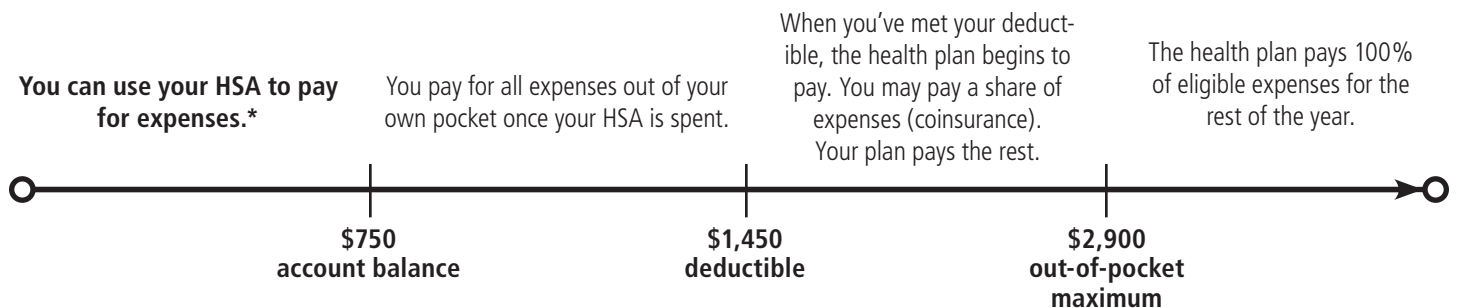 You can use your HSA to pay
for expenses.*
You pay for all expenses out of your
own pocket once your HSA is spent.
When you've met your deduct-
ible, the health plan begins to
pay. You may pay a share of
expenses (coinsurance).
Your plan pays the rest.
The health plan pays 100%
of eligible expenses for the
rest of the year.
$750
account balance
$1,450
deductible
$2,900
out-of-pocket
maximum